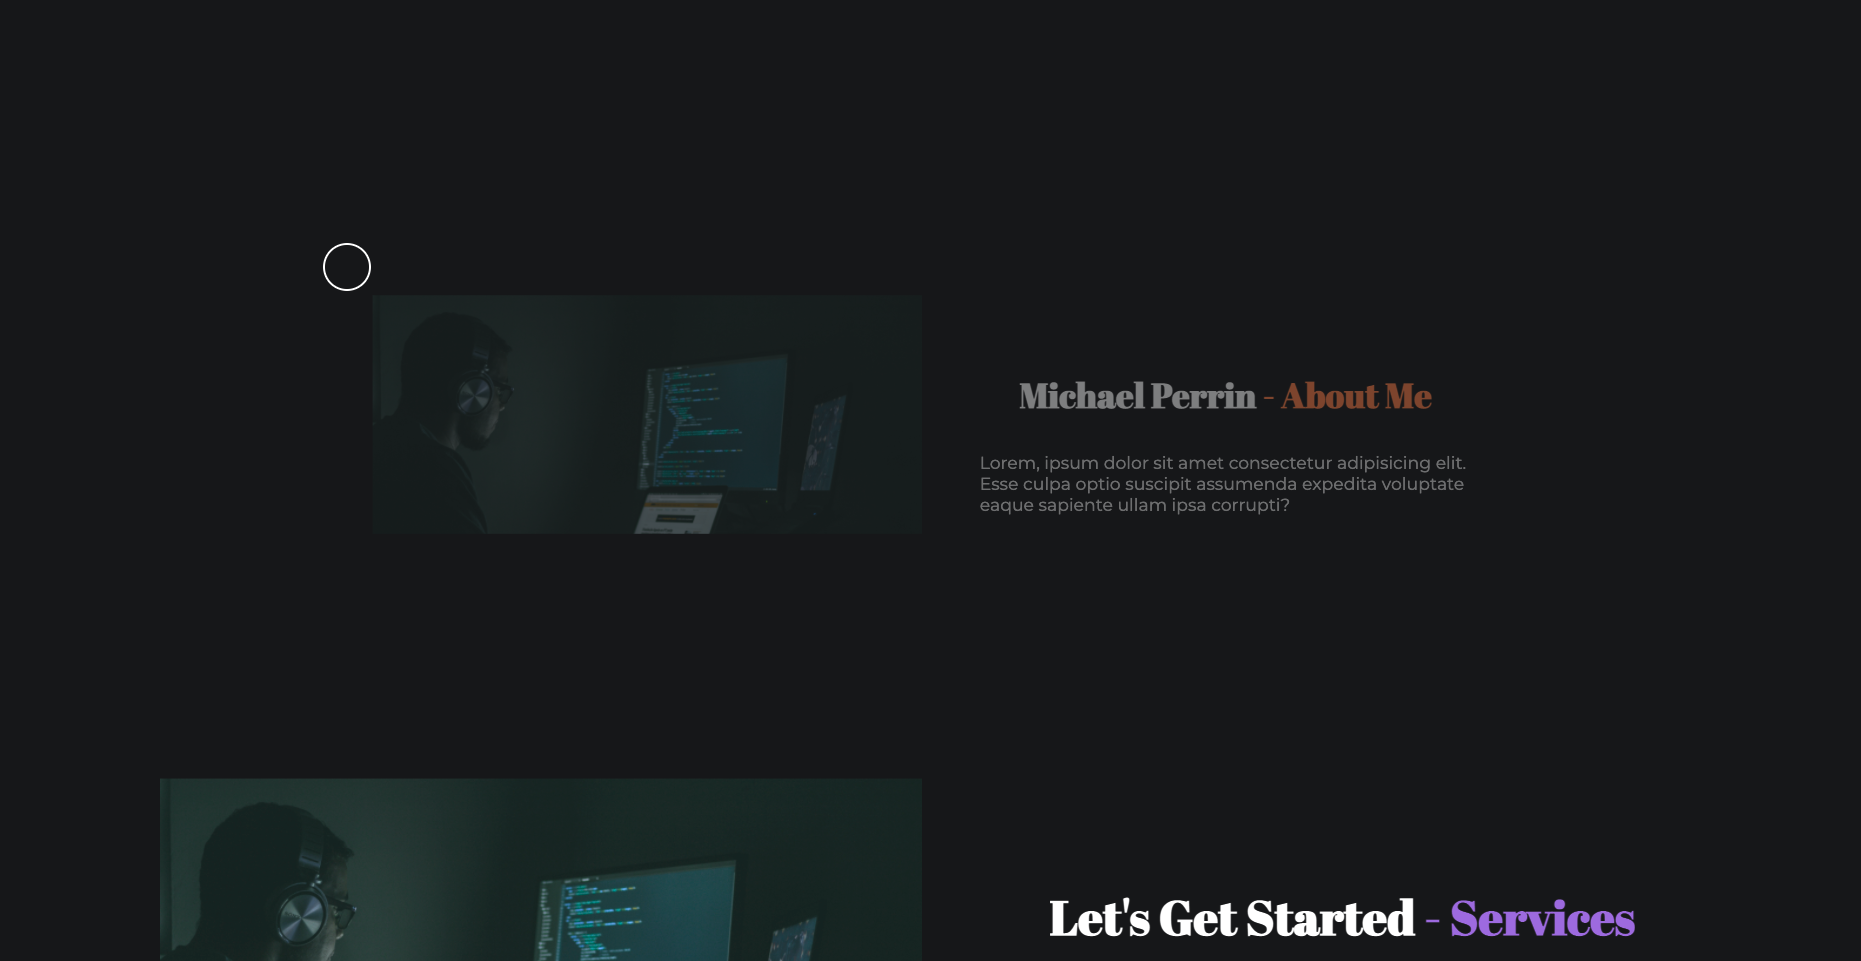 Michael Perrin - About Me
Lorem, ipsum dolor sit amet consectetur adipisicing elit.
Esse culpa optio suscipit assumenda expedita voluptate
eaque sapiente ullam ipsa corrupti?
Let's Get Started - Services